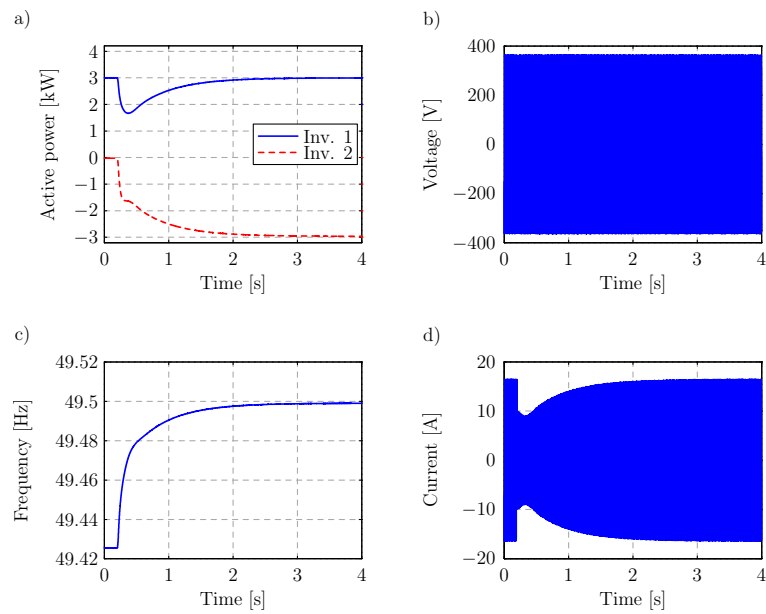 a)
4
3
2
1
0
−1
−2
−3
Active power [kW]
Inv. 1
Inv. 2
0 1 2 3 4
Time [s]
b)
400
200
0
−200
−400
Voltage [V]
0 1 2 3 4
Time [s]
c)
49.52
49.5
49.48
49.46
49.44
49.42
Frequency [Hz]
0 1 2 3 4
Time [s]
d)
20
10
0
−10
−20
Current [A]
0 1 2 3 4
Time [s]